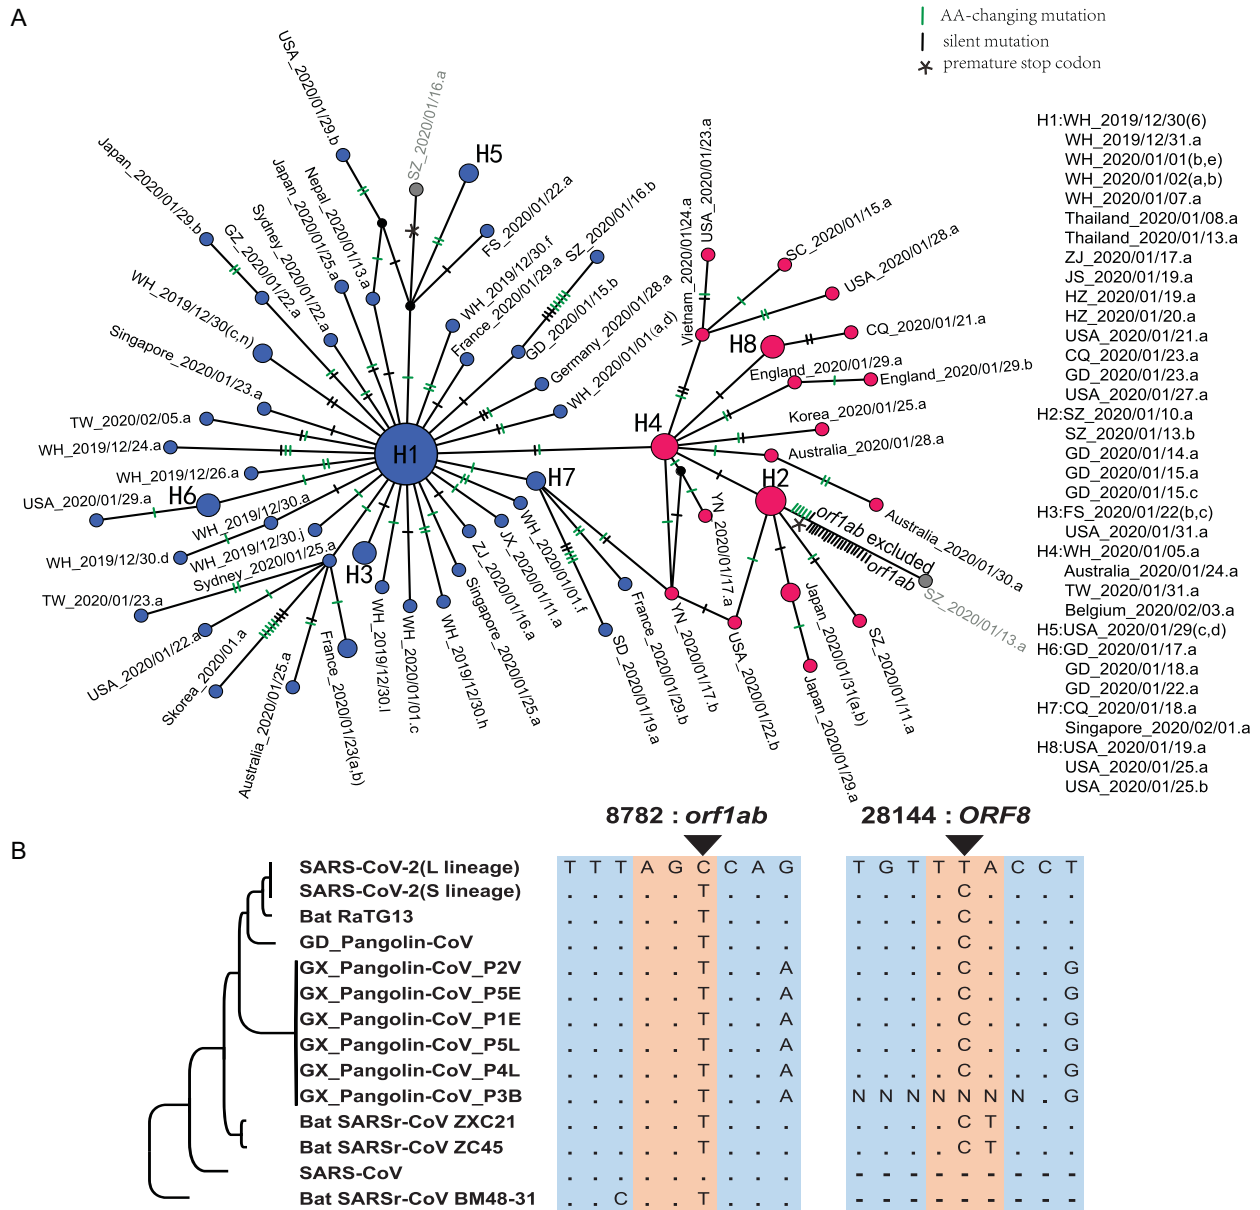 A
AA-changing mutation
silent mutation
premature stop codon
USA_2020/01/29.b
SZ_2020/01/16.a
H5
Japan_2020/01/29.b
GZ_2020/01/22.a
Sydney_2020/01/22.a
Japan_2020/01/25.a
Nepal_2020/01/13.a
FS_2020/01/22.a
WH_2019/12/30.f
France_2020/01/29.a
SZ_2020/01/16.b
GD_2020/01/15.b
Germany_2020/01/28.a
WH_2020/01/01(a,d)
WH_2019/12/30(c,n)
Singapore_2020/01/23.a
TW_2020/02/05.a
WH_2019/12/24.a
WH_2019/12/26.a
USA_2020/01/29.a
H6
H1
WH_2019/12/30.a
WH_2019/12/30.d
WH_2019/12/30.j
Sydney_2020/01/25.a
H3
TW_2020/01/23.a
USA_2020/01/22.a
Skorea_2020/01.a
Australia_2020/01/25.a
France_2020/01/23(a,b)
WH_2019/12/30.l
WH_2020/01/01.c
WH_2019/12/30.h
Singapore_2020/01/25.a
ZJ_2020/01/16.a
JX_2020/01/11.a
WH_2020/01/01.f
H7
SD_2020/01/19.a
France_2020/01/29.b
YN_2020/01/17.b
USA_2020/01/22.b
YN_2020/01/17.a
H4
Vietnam_2020\01\24.a
USA_2020/01/23.a
SC_2020/01/15.a
USA_2020/01/28.a
H8
CQ_2020/01/21.a
England_2020/01/29.a
England_2020/01/29.b
Korea_2020/01/25.a
Australia_2020/01/28.a
Australia_2020/01/30.a
H2
orf1ab excluded
orf1ab
SZ_2020/01/13.a
Japan_2020/01/31(a,b)
Japan_2020/01/29.a
SZ_2020/01/11.a
H1:WH_2019/12/30(6)
WH_2019/12/31.a
WH_2020/01/01(b,e)
WH_2020/01/02(a,b)
WH_2020/01/07.a
Thailand_2020/01/08.a
Thailand_2020/01/13.a
ZJ_2020/01/17.a
JS_2020/01/19.a
HZ_2020/01/19.a
HZ_2020/01/20.a
USA_2020/01/21.a
CQ_2020/01/23.a
GD_2020/01/23.a
USA_2020/01/27.a
H2:SZ_2020/01/10.a
SZ_2020/01/13.b
GD_2020/01/14.a
GD_2020/01/15.a
GD_2020/01/15.c
H3:FS_2020/01/22(b,c)
USA_2020/01/31.a
H4:WH_2020/01/05.a
Australia_2020/01/24.a
TW_2020/01/31.a
Belgium_2020/02/03.a
H5:USA_2020/01/29(c,d)
H6:GD_2020/01/17.a
GD_2020/01/18.a
GD_2020/01/22.a
H7:CQ_2020/01/18.a
Singapore_2020/02/01.a
H8:USA_2020/01/19.a
USA_2020/01/25.a
USA_2020/01/25.b
B
8782 : orf1ab 28144 : ORF8
SARS-CoV-2(L lineage) T T T A G C C A G T G T T T A C C T
SARS-CoV-2(S lineage) . . . . . T . . . . . . . C . . . .
Bat RaTG13 . . . . . T . . . . . . . C . . . .
GD_Pangolin-CoV . . . . . T . . . . . . . C . . . .
GX_Pangolin-CoV_P2V . . . . . T . . A . . . . C . . . G
GX_Pangolin-CoV_P5E . . . . . T . . A . . . . C . . . G
GX_Pangolin-CoV_P1E . . . . . T . . A . . . . C . . . G
GX_Pangolin-CoV_P5L . . . . . T . . A . . . . C . . . G
GX_Pangolin-CoV_P4L . . . . . T . . A . . . . C . . . G
GX_Pangolin-CoV_P3B . . . . . T . . A N N N N N N N . G
Bat SARSr-CoV ZXC21 . . . . . T . . . . . . . C T . . .
Bat SARSr-CoV ZC45 . . . . . T . . . . . . . C T . . .
SARS-CoV . . . . . . . . . - - - - - - - - -
Bat SARSr-CoV BM48-31 . . C . . T . . . - - - - - - - - -